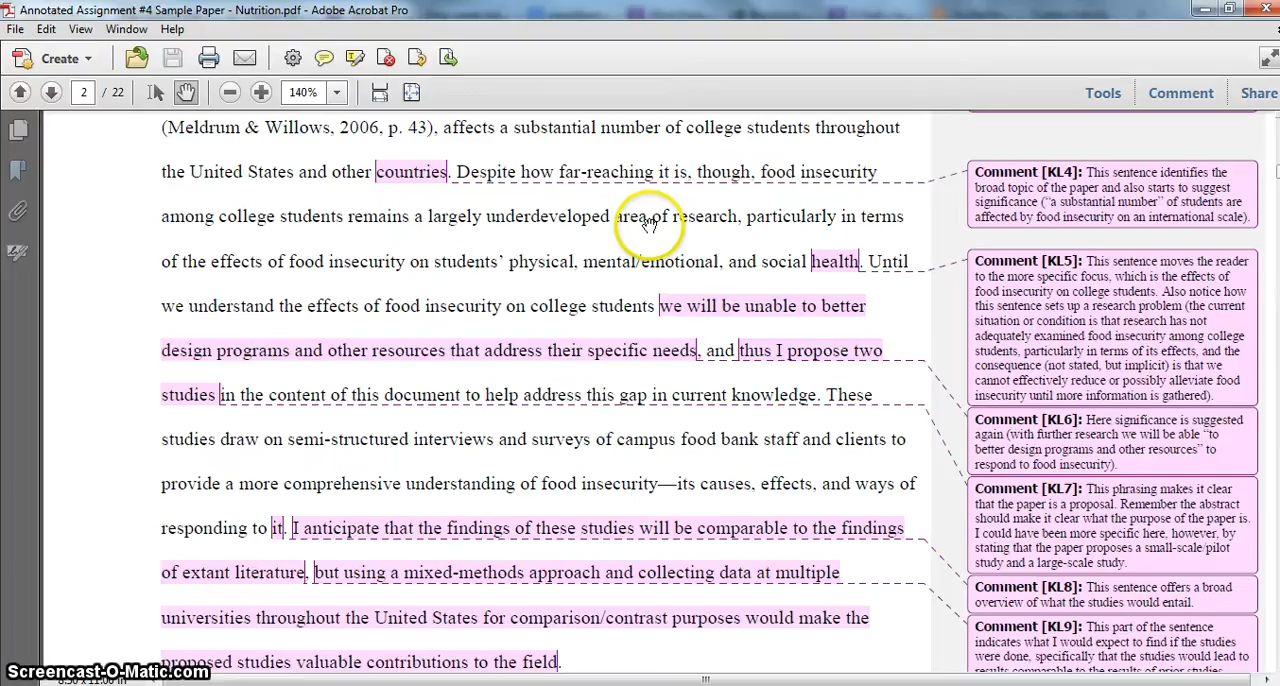 Annotated Assignment #4 Sample Paper - Nutrition.pdf - Adobe Acrobat Pro
File Edit View Window Help
Create
2 / 22 140% Tools Comment Share
(Meldrum & Willows, 2006, p. 43), affects a substantial number of college students throughout
the United States and other countries. Despite how far-reaching it is, though, food insecurity
among college students remains a largely underdeveloped area of research, particularly in terms
of the effects of food insecurity on students’ physical, mental/emotional, and social health. Until
we understand the effects of food insecurity on college students we will be unable to better
design programs and other resources that address their specific needs, and thus I propose two
studies in the content of this document to help address this gap in current knowledge. These
studies draw on semi-structured interviews and surveys of campus food bank staff and clients to
provide a more comprehensive understanding of food insecurity—its causes, effects, and ways of
responding to it. I anticipate that the findings of these studies will be comparable to the findings
of extant literature, but using a mixed-methods approach and collecting data at multiple
universities throughout the United States for comparison/contrast purposes would make the
proposed studies valuable contributions to the field.
Comment [KL4]: This sentence identifies the
broad topic of the paper and also starts to suggest
significance (“a substantial number” of students are
affected by food insecurity on an international scale).
Comment [KL5]: This sentence moves the reader
to the more specific focus, which is the effects of
food insecurity on college students. Also notice how
this sentence sets up a research problem (the current
situation or condition is that research has not
adequately examined food insecurity among college
students, particularly in terms of its effects, and the
consequence (not stated, but implicit) is that we
cannot effectively reduce or possibly alleviate food
insecurity until more information is gathered).
Comment [KL6]: Here significance is suggested
again (with further research we will be able “to
better design programs and other resources” to
respond to food insecurity).
Comment [KL7]: This phrasing makes it clear
that the paper is a proposal. Remember the abstract
should make it clear what the purpose of the paper is.
I could have been more specific here, however, by
stating that the paper proposes a small-scale/pilot
study and a large-scale study.
Comment [KL8]: This sentence offers a broad
overview of what the studies would entail.
Comment [KL9]: This part of the sentence
indicates what I would expect to find if the studies
were done, specifically that the studies would lead to
results comparable to the results of prior studies
Screencast-O-Matic.com
8.50 x 11.00 in